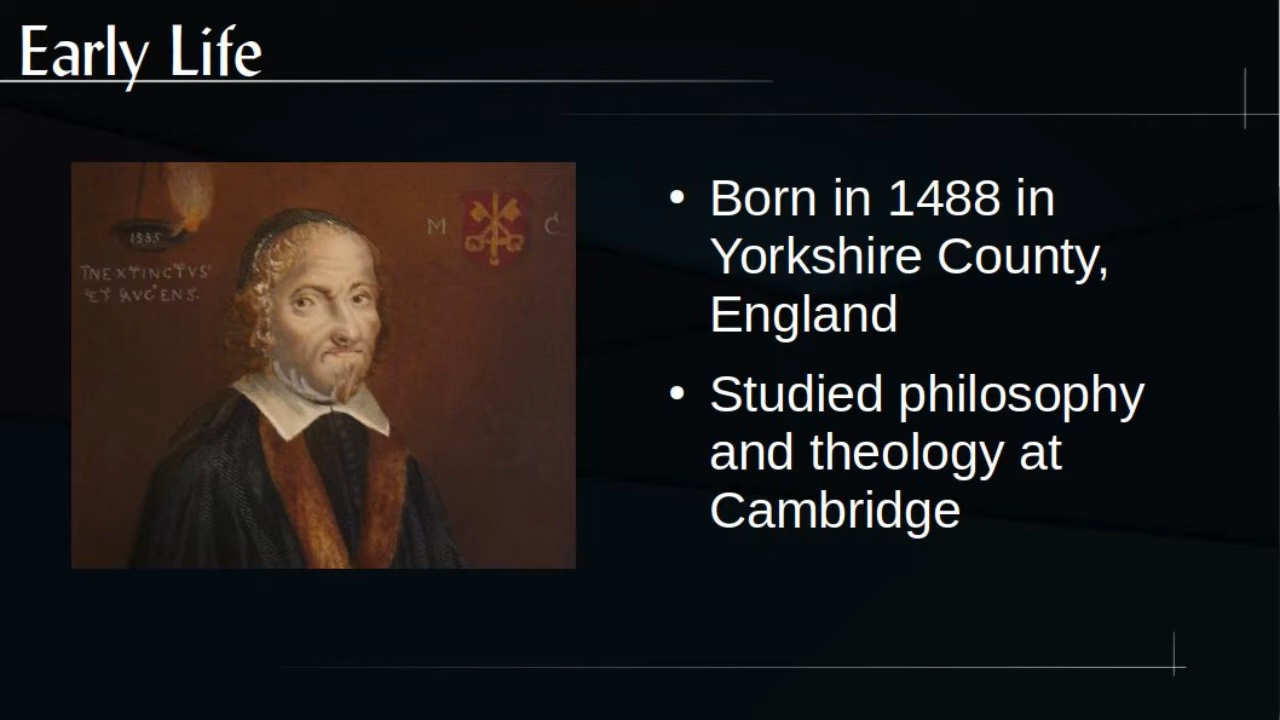 Early Life
1535
M C
INEXTINCTVS
ET AVGENS.
• Born in 1488 in
Yorkshire County,
England
• Studied philosophy
and theology at
Cambridge